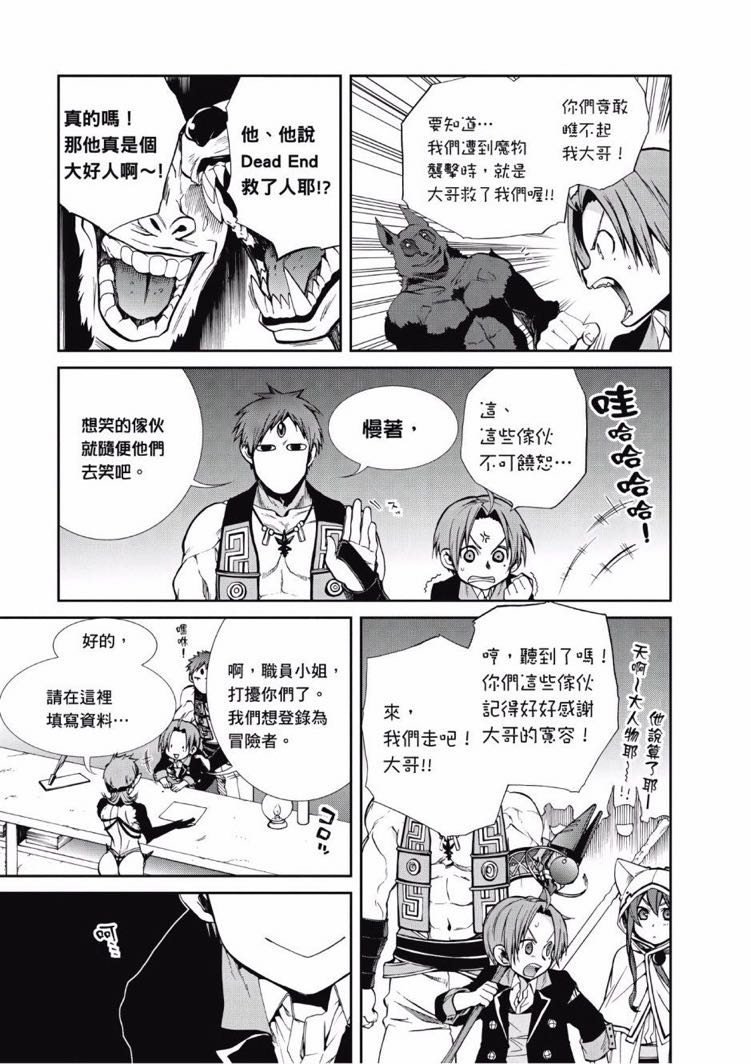 你們竟敢
瞧不起
我大哥！
要知道…
我們遭到魔物
襲擊時，就是
大哥救了我們喔!!
他、他說
Dead End
救了人耶!?
真的嗎！
那他真是個
大好人啊～！
哇哈哈哈哈！
這、
這些傢伙
不可饒恕…
慢著，
想笑的傢伙
就隨便他們
去笑吧。
天啊～大人物耶～！
他說算了耶～!!
哼，聽到了嗎！
你們這些傢伙
記得好好感謝
大哥的寬容！
來，
我們走吧！
大哥!!
啊，職員小姐，
打擾你們了。
我們想登錄為
冒險者。
好的，
請在這裡
填寫資料…
コロッ
呵